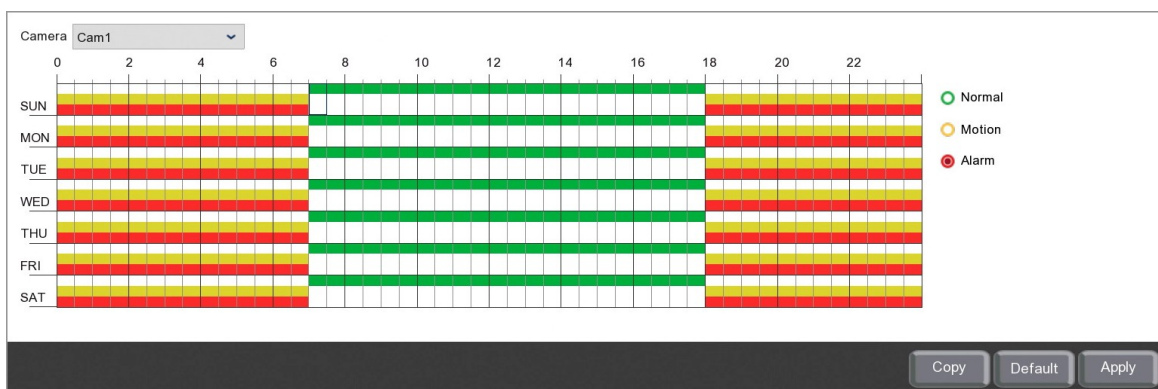 Camera Cam1
0 2 4 6 8 10 12 14 16 18 20 22
SUN
MON
TUE
WED
THU
FRI
SAT
Normal
Motion
Alarm
Copy Default Apply